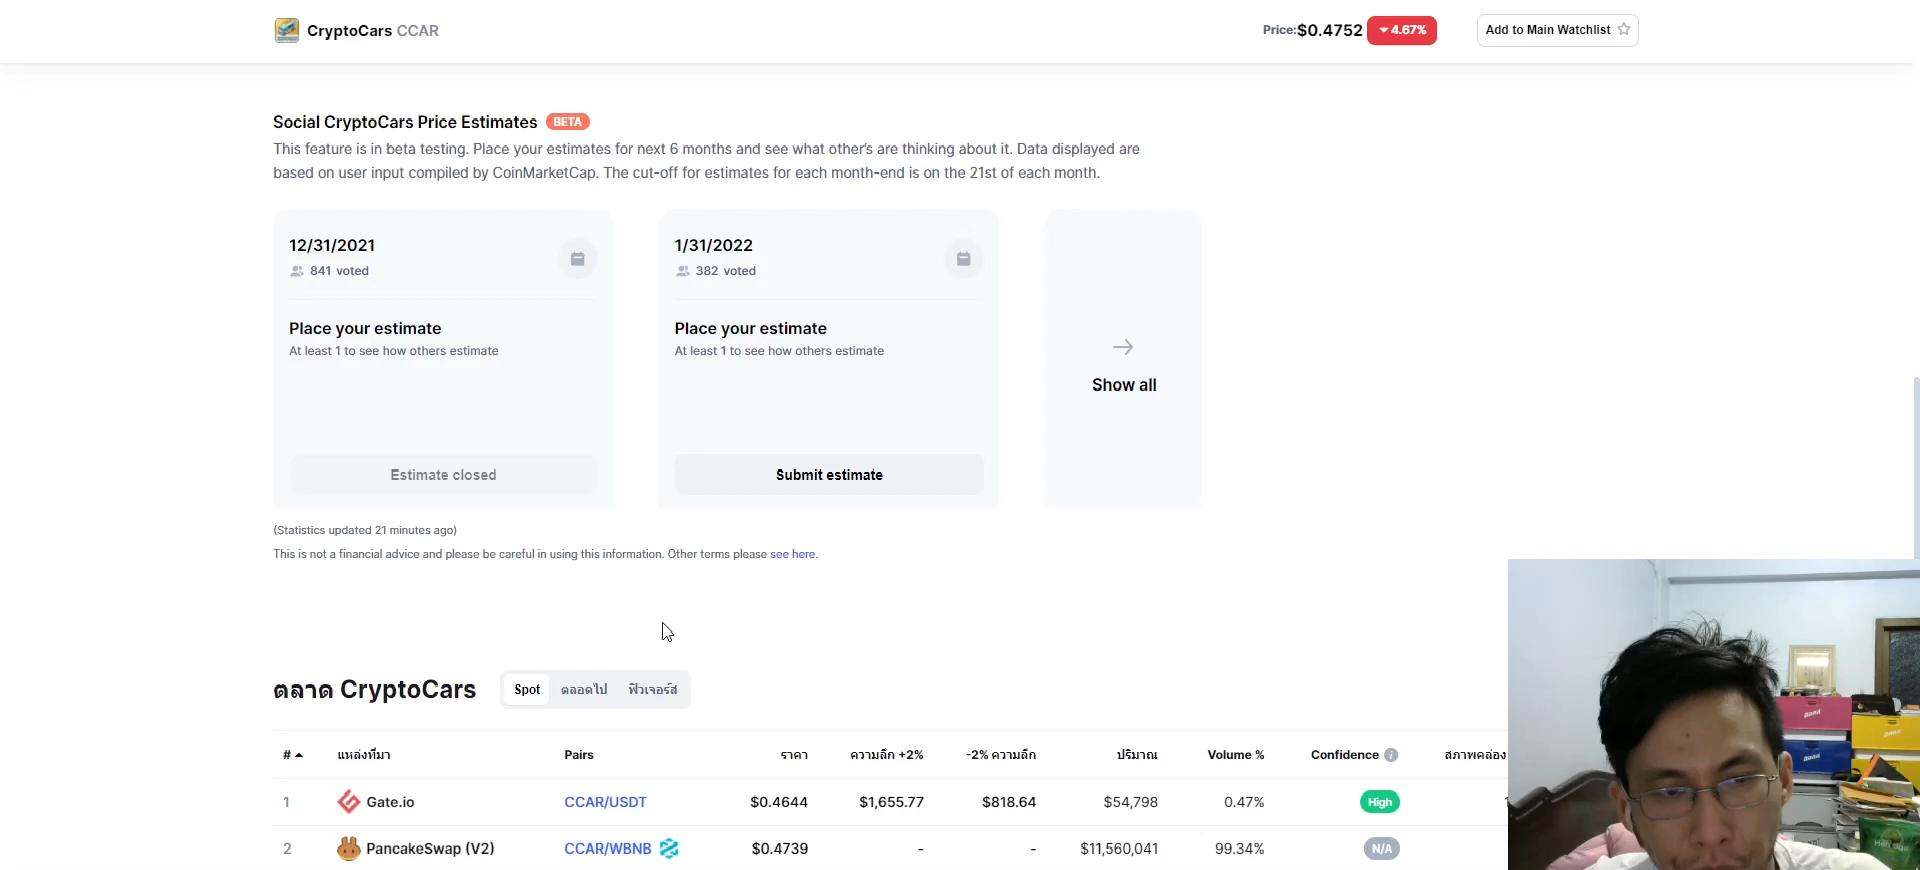 CryptoCars CCAR
Price:$0.4752 4.67%
Add to Main Watchlist
Social CryptoCars Price Estimates BETA
This feature is in beta testing. Place your estimates for next 6 months and see what other's are thinking about it. Data displayed are
based on user input compiled by CoinMarketCap. The cut-off for estimates for each month-end is on the 21st of each month.
12/31/2021
841 voted
Place your estimate
At least 1 to see how others estimate
Estimate closed
1/31/2022
382 voted
Place your estimate
At least 1 to see how others estimate
Submit estimate
Show all
(Statistics updated 21 minutes ago)
This is not a financial advice and please be careful in using this information. Other terms please see here.
ตลาด CryptoCars Spot ตลอดไป ฟิวเจอร์ส
# แหล่งที่มา Pairs ราคา ความลึก +2% -2% ความลึก ปริมาณ Volume % Confidence สภาพคล่อง
1 Gate.io CCAR/USDT $0.4644 $1,655.77 $818.64 $54,798 0.47% High
2 PancakeSwap (V2) CCAR/WBNB $0.4739 - - $11,560,041 99.34% N/A